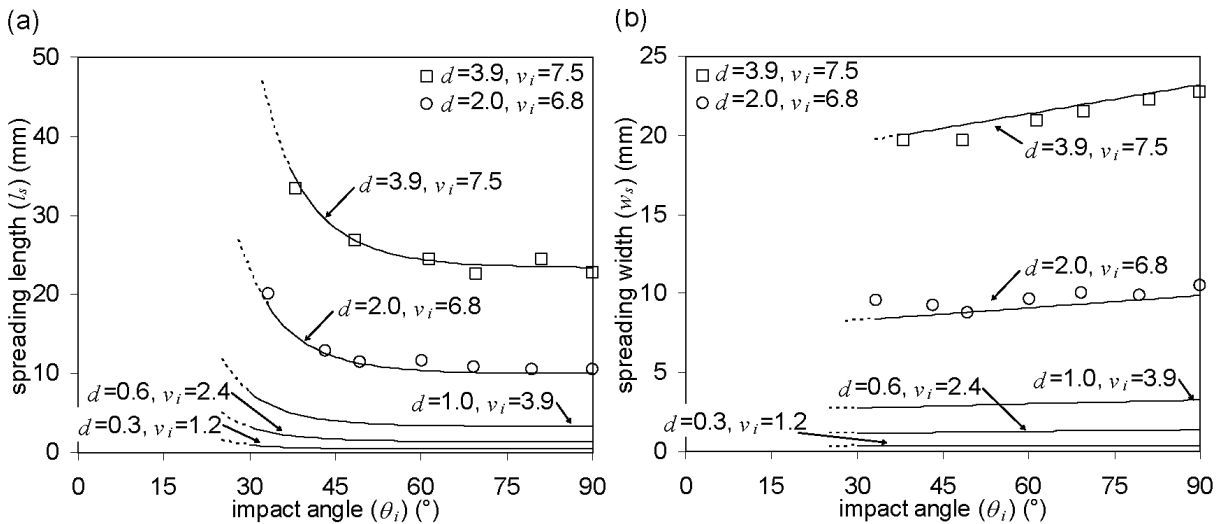 (a)
50
40
30
20
10
0
spreading length (lₛ) (mm)
d=3.9, vᵢ=7.5
d=2.0, vᵢ=6.8
d=3.9, vᵢ=7.5
d=2.0, vᵢ=6.8
d=0.6, vᵢ=2.4
d=1.0, vᵢ=3.9
d=0.3, vᵢ=1.2
0 15 30 45 60 75 90
impact angle (θᵢ) (°)
(b)
25
20
15
10
5
0
spreading width (wₛ) (mm)
d=3.9, vᵢ=7.5
d=2.0, vᵢ=6.8
d=3.9, vᵢ=7.5
d=2.0, vᵢ=6.8
d=0.6, vᵢ=2.4
d=1.0, vᵢ=3.9
d=0.3, vᵢ=1.2
0 15 30 45 60 75 90
impact angle (θᵢ) (°)